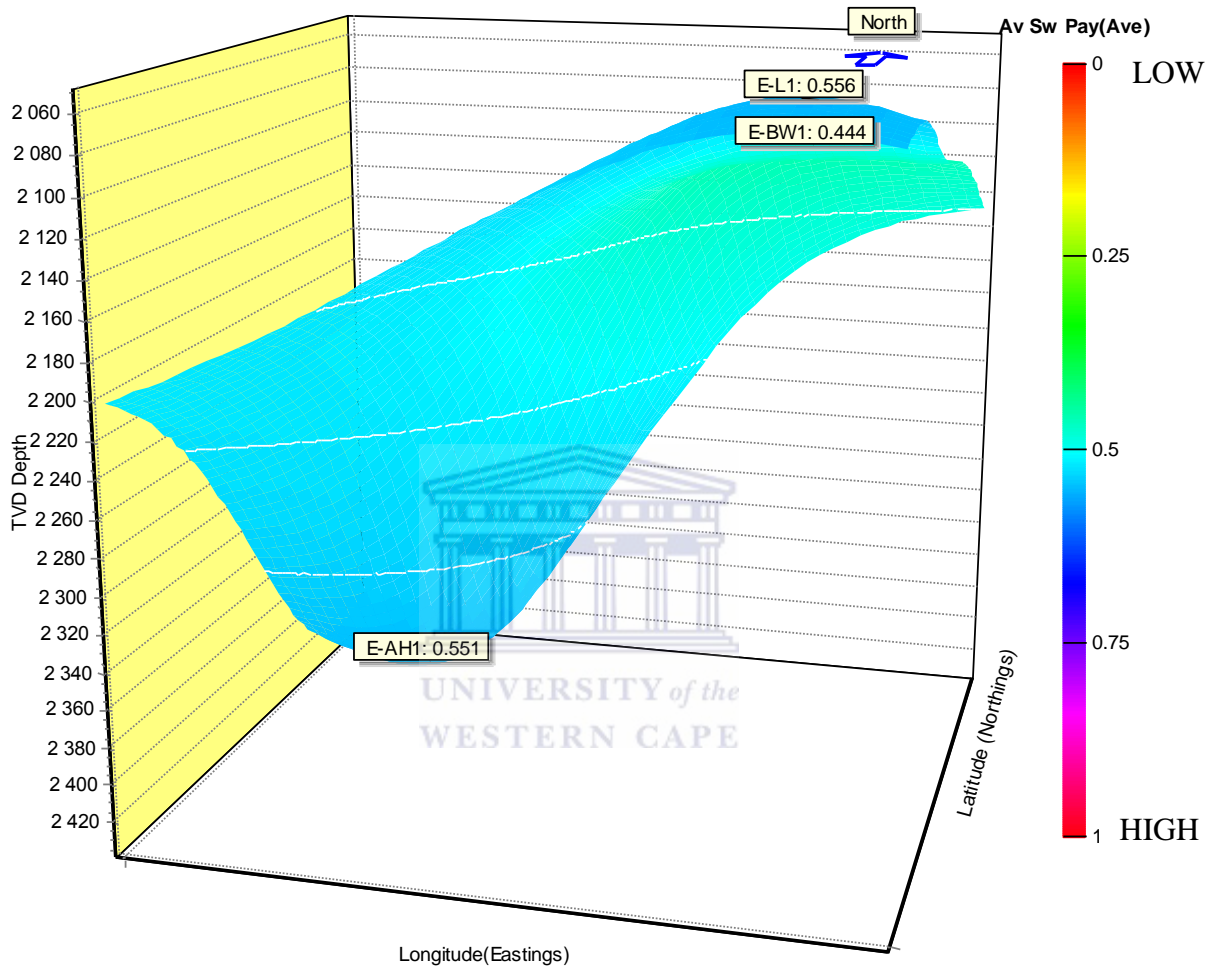 North
Av Sw Pay(Ave)
E-L1: 0.556
E-BW1: 0.444
E-AH1: 0.551
0 LOW
0.25
0.5
0.75
1 HIGH
TVD Depth
2 060
2 080
2 100
2 120
2 140
2 160
2 180
2 200
2 220
2 240
2 260
2 280
2 300
2 320
2 340
2 360
2 380
2 400
2 420
UNIVERSITY of the
WESTERN CAPE
Latitude (Northings)
Longitude(Eastings)